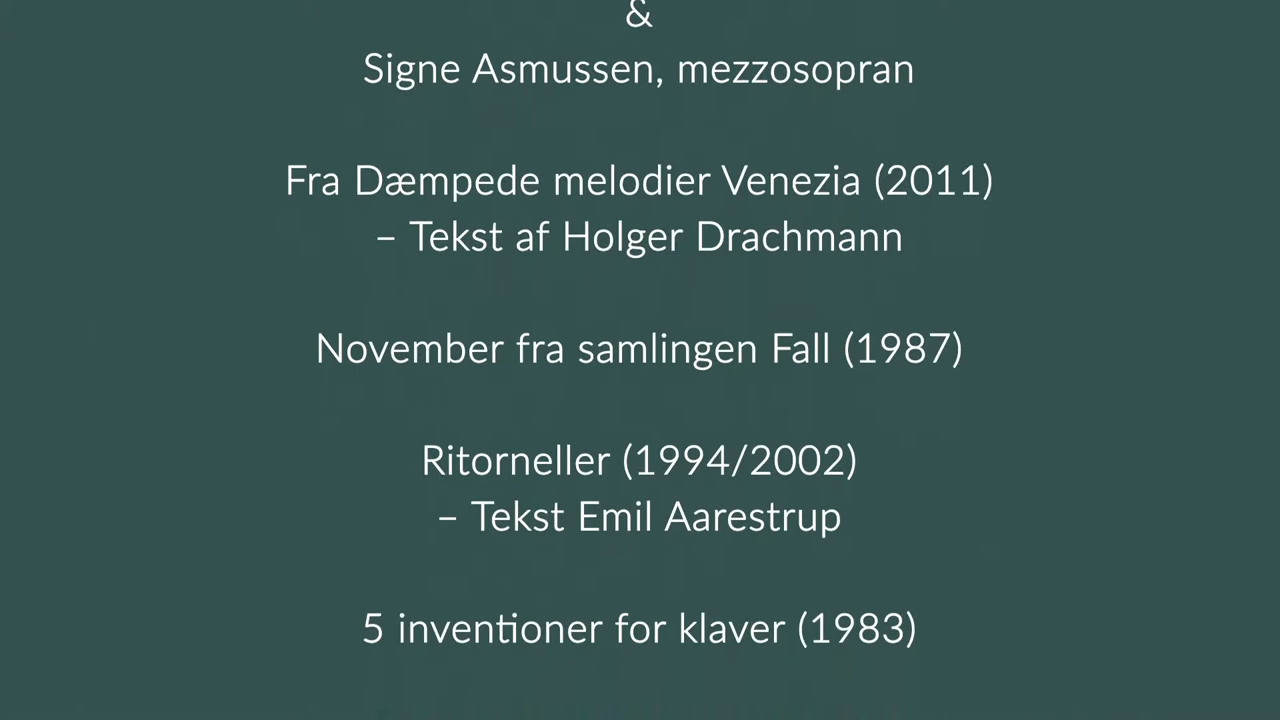 &
Signe Asmussen, mezzosopran
Fra Dæmpede melodier Venezia (2011)
– Tekst af Holger Drachmann
November fra samlingen Fall (1987)
Ritorneller (1994/2002)
– Tekst Emil Aarestrup
5 inventioner for klaver (1983)